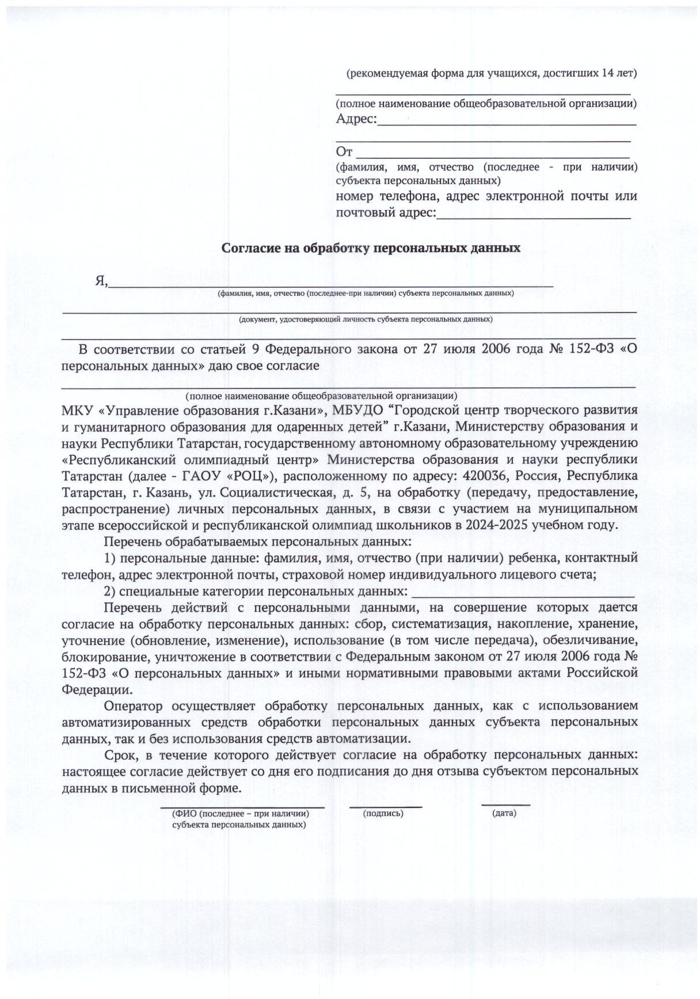 (рекомендуемая форма для учащихся, достигших 14 лет)
(полное наименование общеобразовательной организации)
Адрес:
От
(фамилия, имя, отчество (последнее - при наличии)
субъекта персональных данных)
номер телефона, адрес электронной почты или
почтовый адрес:
Согласие на обработку персональных данных
Я,
(фамилия, имя, отчество (последнее-при наличии) субъекта персональных данных)
(документ, удостоверяющий личность субъекта персональных данных)
В соответствии со статьей 9 Федерального закона от 27 июля 2006 года № 152-ФЗ «О
персональных данных» даю свое согласие
(полное наименование общеобразовательной организации)
МКУ «Управление образования г.Казани», МБУДО “Городской центр творческого развития
и гуманитарного образования для одаренных детей” г.Казани, Министерству образования и
науки Республики Татарстан, государственному автономному образовательному учреждению
«Республиканский олимпиадный центр» Министерства образования и науки республики
Татарстан (далее - ГАОУ «РОЦ»), расположенному по адресу: 420036, Россия, Республика
Татарстан, г. Казань, ул. Социалистическая, д. 5, на обработку (передачу, предоставление,
распространение) личных персональных данных, в связи с участием на муниципальном
этапе всероссийской и республиканской олимпиад школьников в 2024-2025 учебном году.
Перечень обрабатываемых персональных данных:
1) персональные данные: фамилия, имя, отчество (при наличии) ребенка, контактный
телефон, адрес электронной почты, страховой номер индивидуального лицевого счета;
2) специальные категории персональных данных:
Перечень действий с персональными данными, на совершение которых дается
согласие на обработку персональных данных: сбор, систематизация, накопление, хранение,
уточнение (обновление, изменение), использование (в том числе передача), обезличивание,
блокирование, уничтожение в соответствии с Федеральным законом от 27 июля 2006 года №
152-ФЗ «О персональных данных» и иными нормативными правовыми актами Российской
Федерации.
Оператор осуществляет обработку персональных данных, как с использованием
автоматизированных средств обработки персональных данных субъекта персональных
данных, так и без использования средств автоматизации.
Срок, в течение которого действует согласие на обработку персональных данных:
настоящее согласие действует со дня его подписания до дня отзыва субъектом персональных
данных в письменной форме.
(ФИО (последнее – при наличии) (подпись) (дата)
субъекта персональных данных)